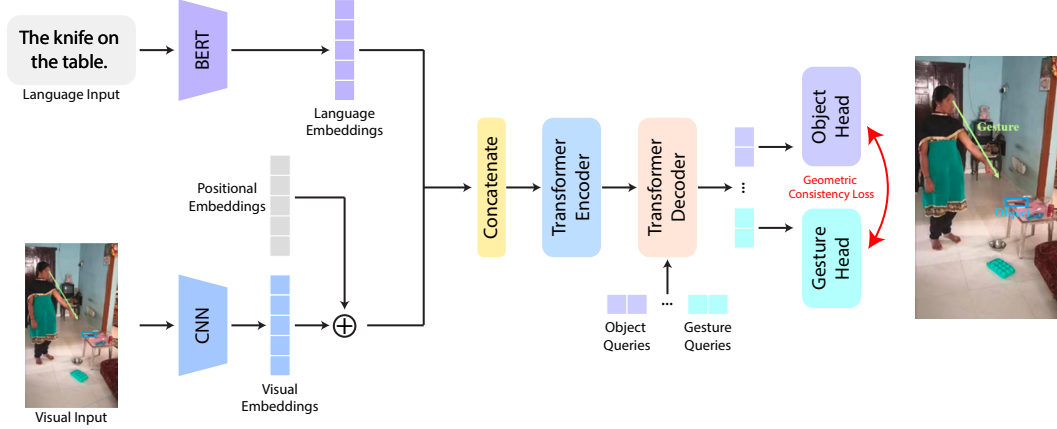 The knife on
the table.
Language Input
BERT
Language
Embeddings
Positional
Embeddings
Visual Input
CNN
Visual
Embeddings
Concatenate
Transformer
Encoder
Transformer
Decoder
...
Object
Queries
Gesture
Queries
...
Object
Head
Geometric
Consistency Loss
Gesture
Head
Gesture
Object